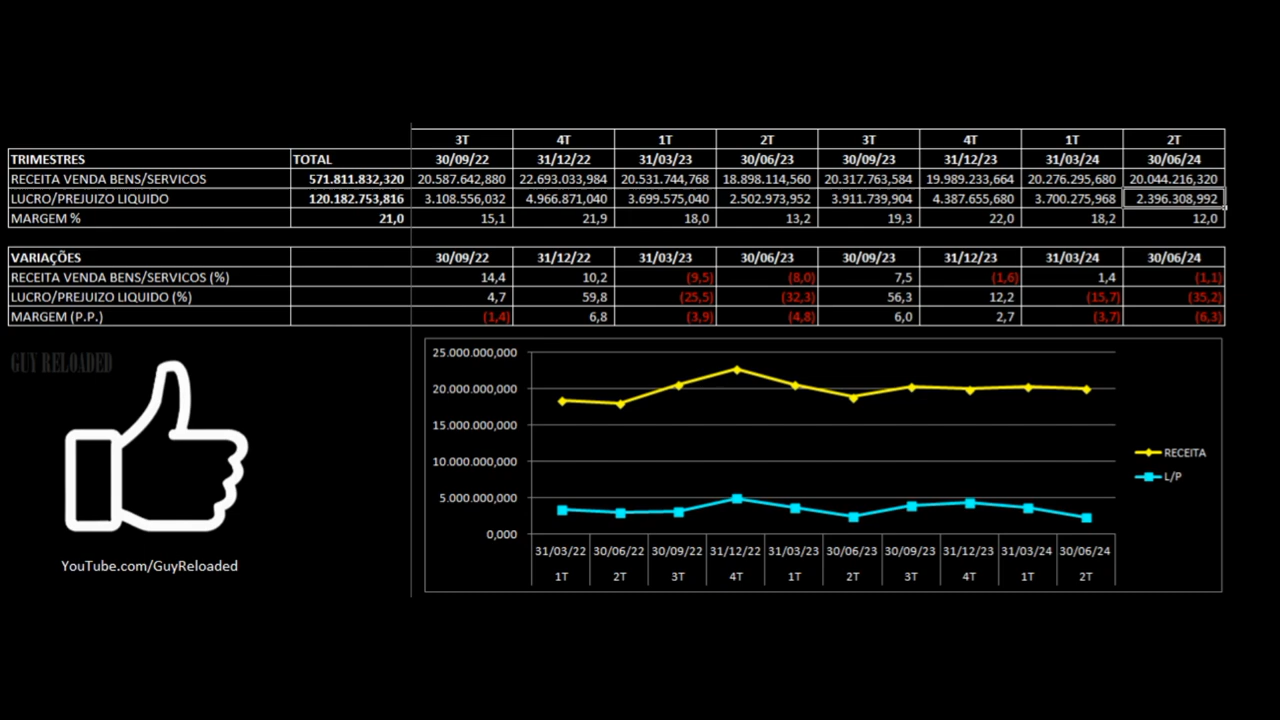 3T 4T 1T 2T 3T 4T 1T 2T
TRIMESTRES TOTAL 30/09/22 31/12/22 31/03/23 30/06/23 30/09/23 31/12/23 31/03/24 30/06/24
RECEITA VENDA BENS/SERVICOS 571.811.832,320 20.587.642,880 22.693.033,984 20.531.744,768 18.898.114,560 20.317.763,584 19.989.233,664 20.276.295,680 20.044.216,320
LUCRO/PREJUIZO LIQUIDO 120.182.753,816 3.108.556,032 4.966.871,040 3.699.575,040 2.502.973,952 3.911.739,904 4.387.655,680 3.700.275,968 2.396.308,992
MARGEM % 21,0 15,1 21,9 18,0 13,2 19,3 22,0 18,2 12,0
VARIAÇÕES 30/09/22 31/12/22 31/03/23 30/06/23 30/09/23 31/12/23 31/03/24 30/06/24
RECEITA VENDA BENS/SERVICOS (%) 14,4 10,2 (9,5) (8,0) 7,5 (1,6) 1,4 (1,1)
LUCRO/PREJUIZO LIQUIDO (%) 4,7 59,8 (25,5) (32,3) 56,3 12,2 (15,7) (35,2)
MARGEM (P.P.) (1,4) 6,8 (3,9) (4,8) 6,0 2,7 (3,7) (6,3)
GUY RELOADED
YouTube.com/GuyReloaded
25.000.000,000
20.000.000,000
15.000.000,000
10.000.000,000
5.000.000,000
0,000
31/03/22 30/06/22 30/09/22 31/12/22 31/03/23 30/06/23 30/09/23 31/12/23 31/03/24 30/06/24
1T 2T 3T 4T 1T 2T 3T 4T 1T 2T
RECEITA
L/P